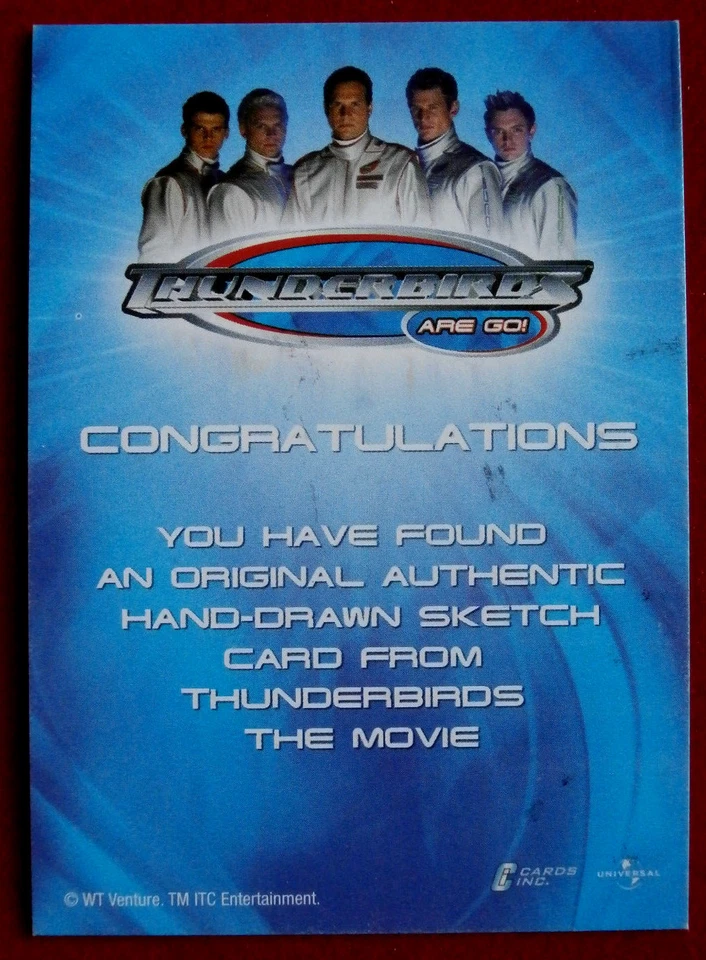 THUNDERBIRDS
ARE GO!
CONGRATULATIONS
YOU HAVE FOUND
AN ORIGINAL AUTHENTIC
HAND-DRAWN SKETCH
CARD FROM
THUNDERBIRDS
THE MOVIE
CARDS
INC.
UNIVERSAL
© WT Venture. TM ITC Entertainment.